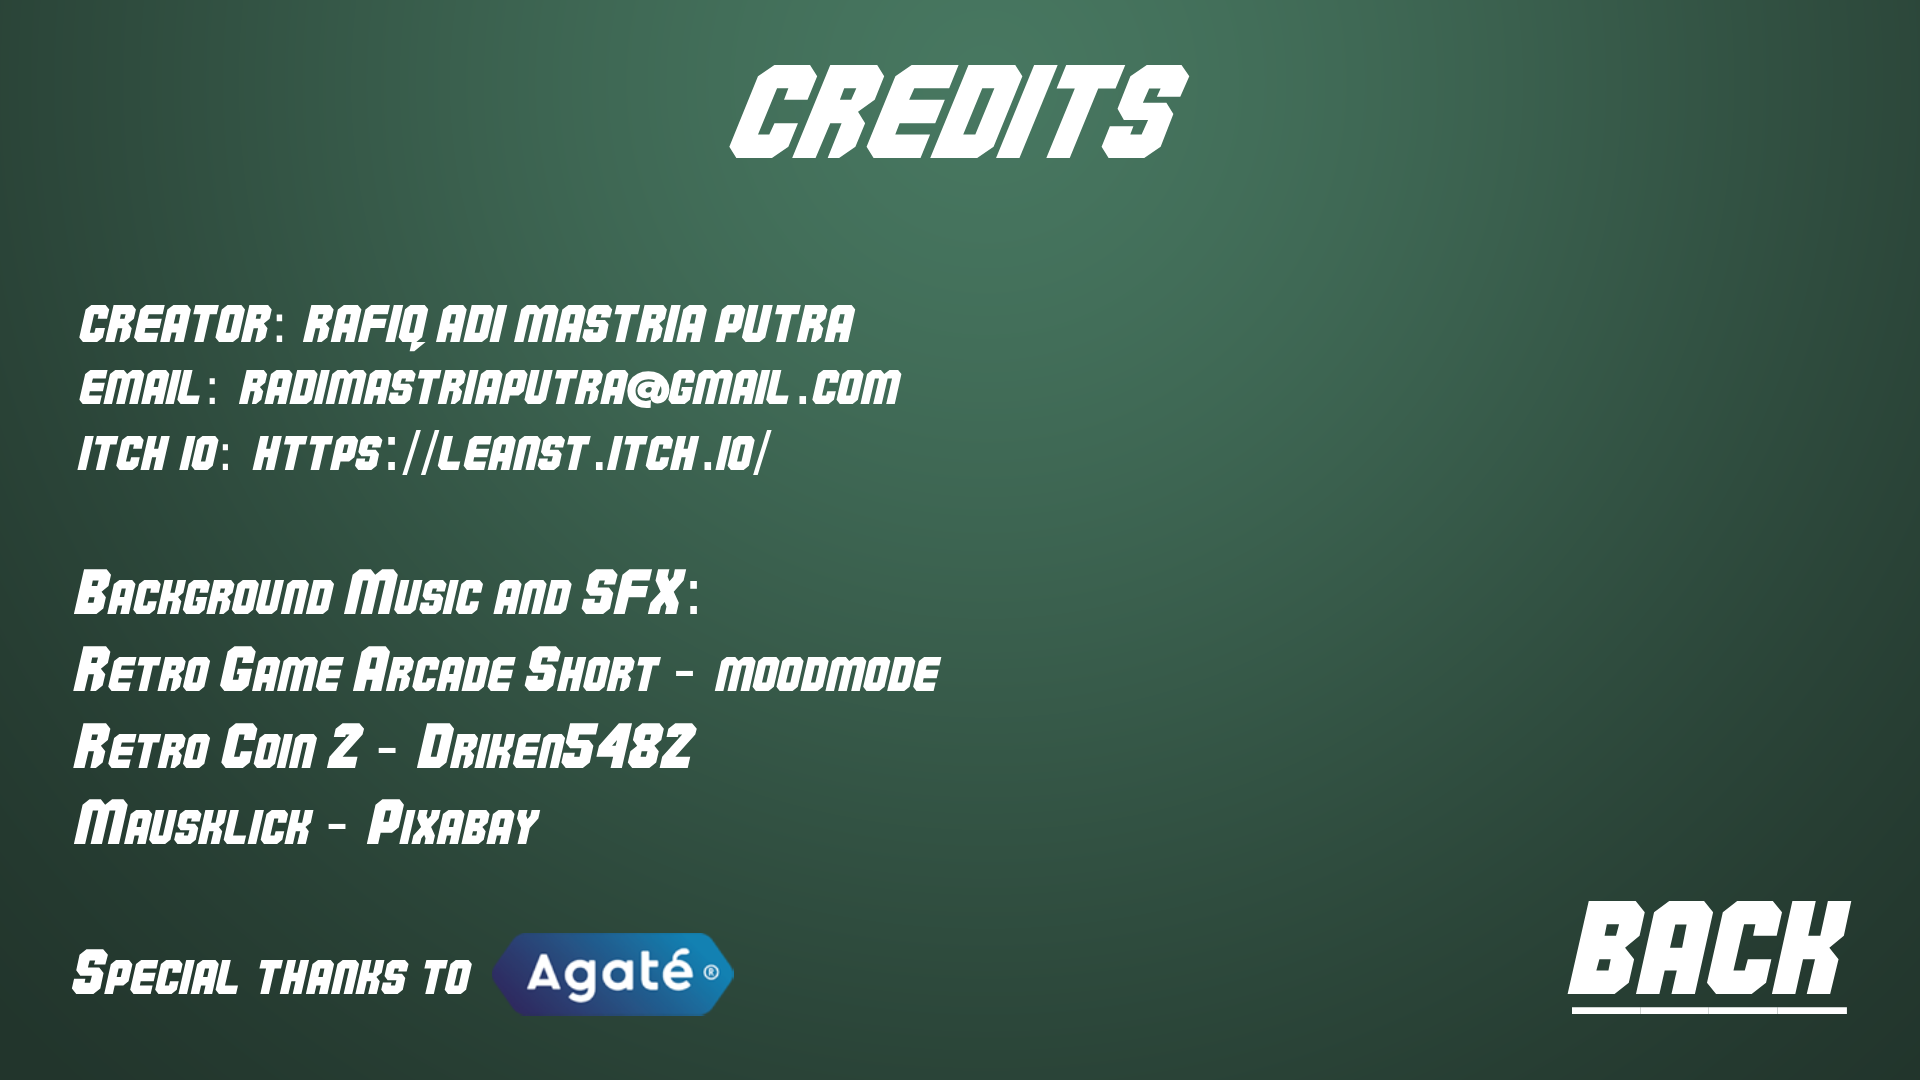 CREDITS
CREATOR: RAFIQ ADI MASTRIA PUTRA
EMAIL: RADIMASTRIAPUTRA@GMAIL.COM
ITCH IO: HTTPS://LEANST.ITCH.IO/
Background Music and SFX:
Retro Game Arcade Short - moodmode
Retro Coin 2 - Driken5482
Mausklick - Pixabay
Special thanks to Agaté ®
BACK